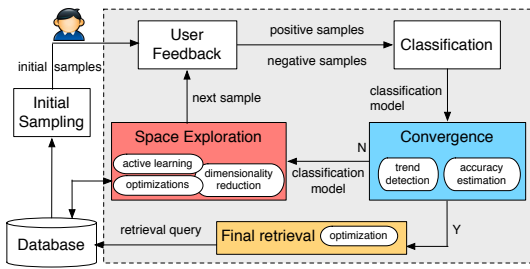 User
Feedback
positive samples
negative samples
Classification
initial samples
classification
model
Initial
Sampling
next sample
Space Exploration
active learning
optimizations
dimensionality
reduction
N
classification
model
Convergence
trend
detection
accuracy
estimation
Y
Database
retrieval query
Final retrieval
optimization